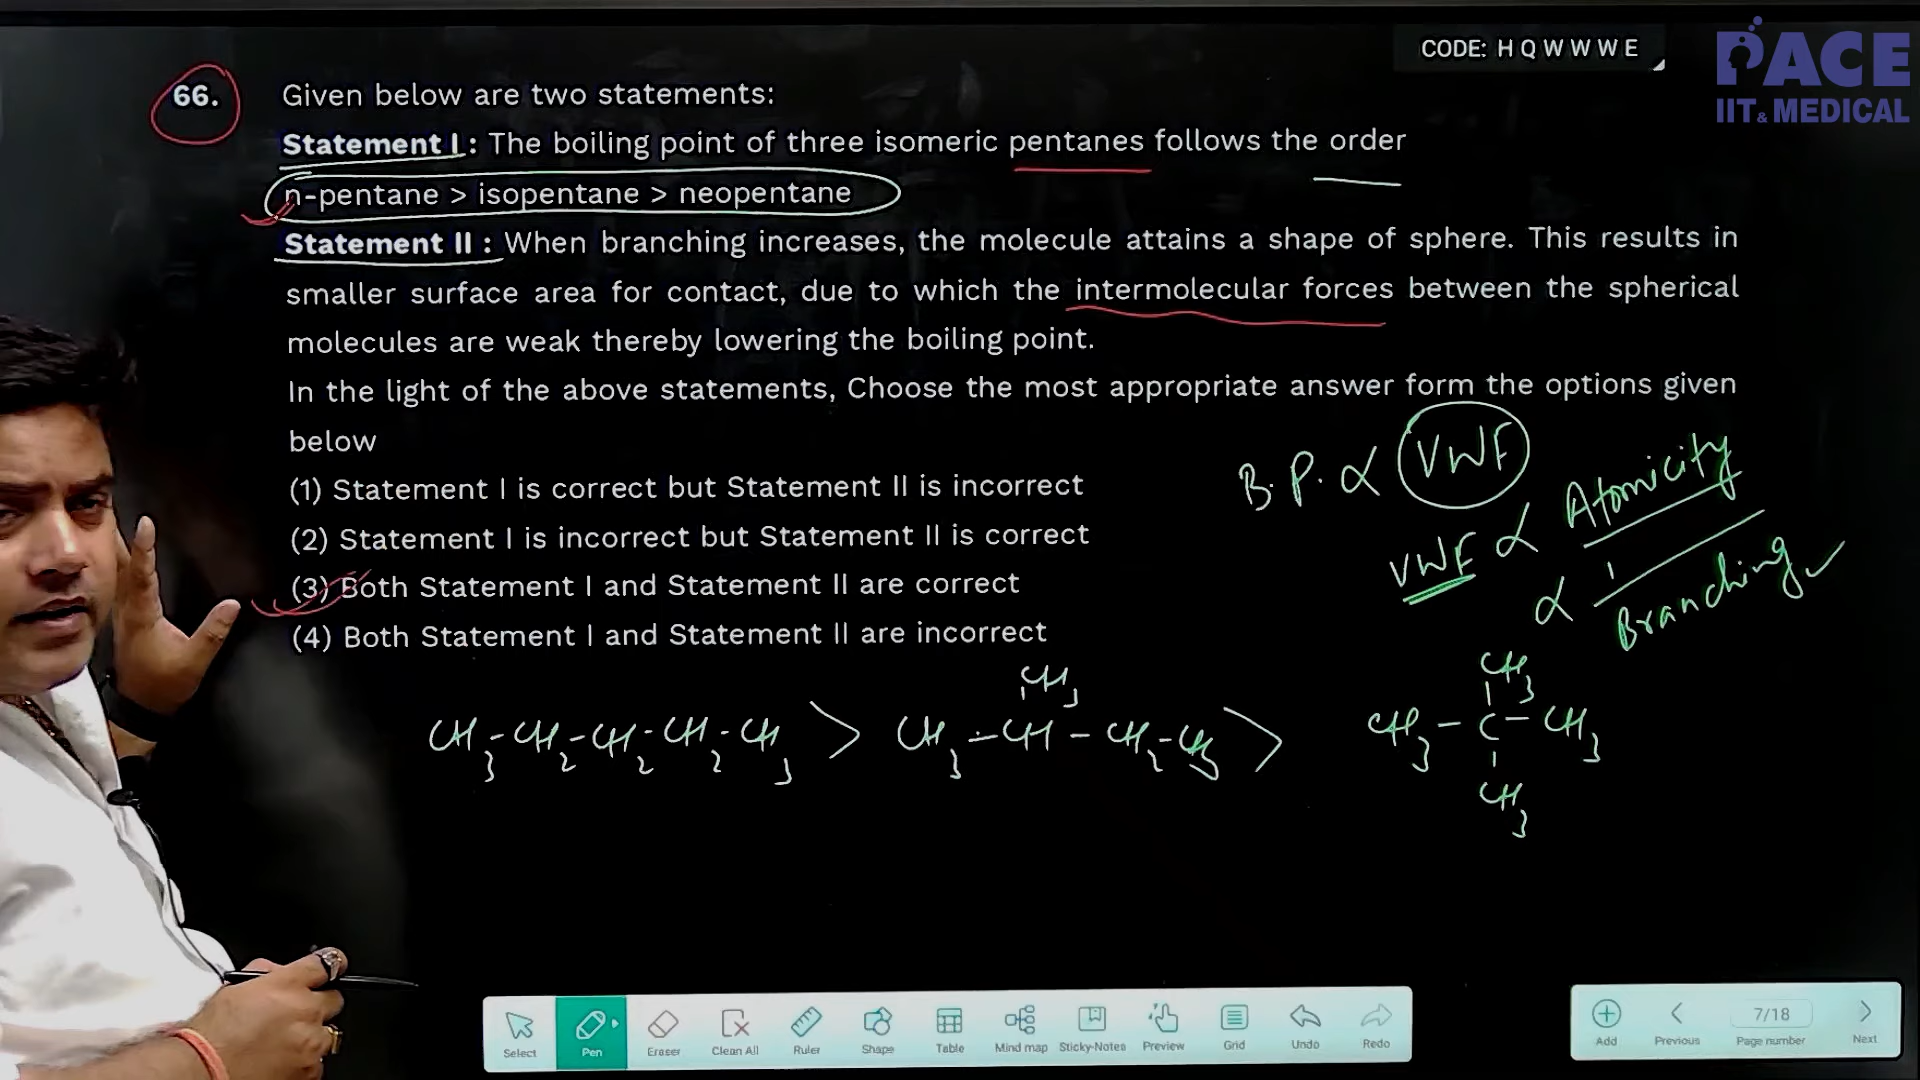 CODE: H Q W W W E
PACE
IIT & MEDICAL
66. Given below are two statements:
Statement I : The boiling point of three isomeric pentanes follows the order
n-pentane > isopentane > neopentane
Statement II : When branching increases, the molecule attains a shape of sphere. This results in
smaller surface area for contact, due to which the intermolecular forces between the spherical
molecules are weak thereby lowering the boiling point.
In the light of the above statements, Choose the most appropriate answer form the options given
below
(1) Statement I is correct but Statement II is incorrect
(2) Statement I is incorrect but Statement II is correct
(3) Both Statement I and Statement II are correct
(4) Both Statement I and Statement II are incorrect
B.P. ∝ VWF
VWF ∝ Atomicity
∝ 1
Branching
CH3
CH3
CH3-CH2-CH2-CH2-CH3 > CH3-CH-CH2-CH3 > CH3-C-CH3
CH3
Select Pen Eraser Clean All Ruler Shape Table Mind map Sticky-Notes Preview Grid Undo Redo
7/18
Add Previous Page number Next